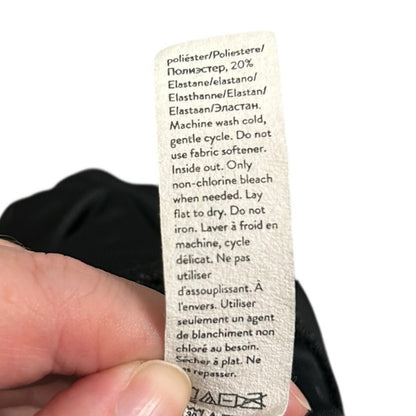 poliéster/Poliestere/
Полиэстер, 20%
Elastane/elastano/
Elasthanne/Elastan/
Elastaan/Эластан.
Machine wash cold,
gentle cycle. Do not
use fabric softener.
Inside out. Only
non-chlorine bleach
when needed. Lay
flat to dry. Do not
iron. Laver à froid en
machine, cycle
délicat. Ne pas
utiliser
d'assouplissant. À
l'envers. Utiliser
seulement un agent
de blanchiment non
chloré au besoin.
Sécher à plat. Ne
repasser.